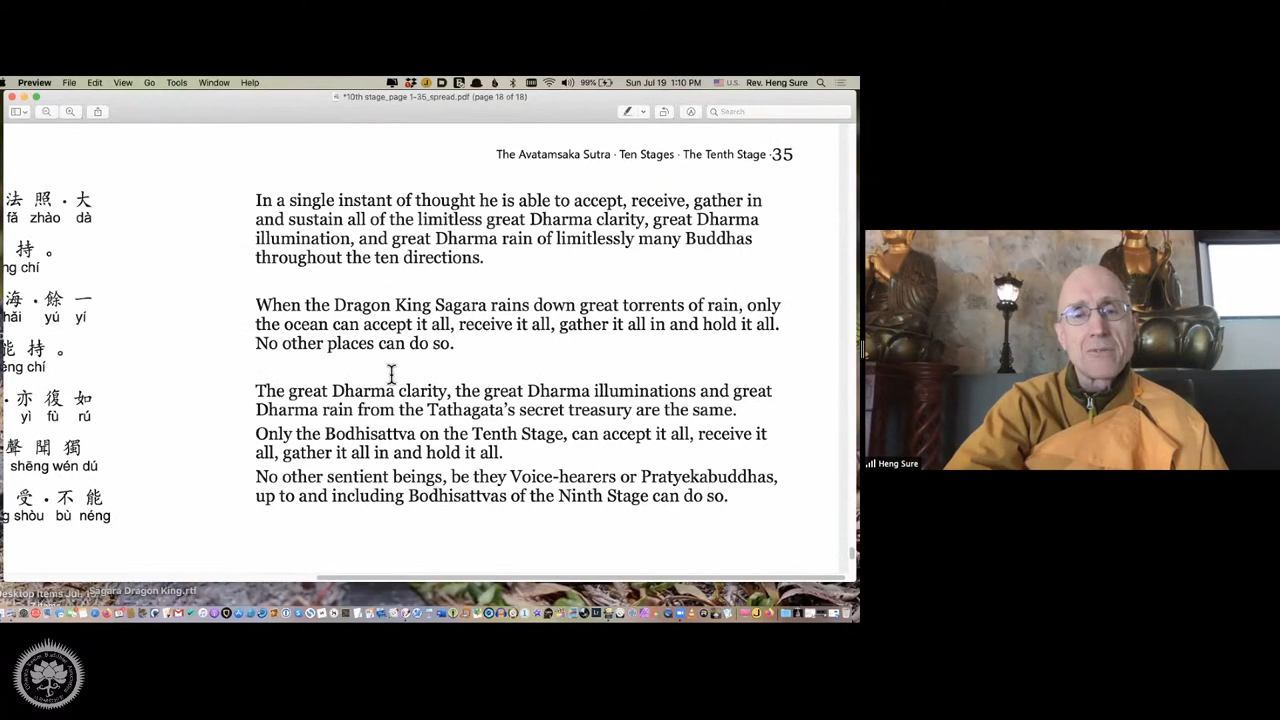 Preview File Edit View Go Tools Window Help 99% Sun Jul 19 1:10 PM U.S. Rev. Heng Sure
*10th stage_page 1-35_spread.pdf (page 18 of 18)
Search
The Avatamsaka Sutra · Ten Stages · The Tenth Stage ·35
法 照 · 大
fǎ zhào dà
持 。
ng chí
海 · 餘 一
hǎi yú yí
能 持 。
éng chí
· 亦 復 如
yì fù rú
聲 聞 獨
shēng wén dú
受 · 不 能
g shòu bù néng
In a single instant of thought he is able to accept, receive, gather in
and sustain all of the limitless great Dharma clarity, great Dharma
illumination, and great Dharma rain of limitlessly many Buddhas
throughout the ten directions.
When the Dragon King Sagara rains down great torrents of rain, only
the ocean can accept it all, receive it all, gather it all in and hold it all.
No other places can do so.
The great Dharma clarity, the great Dharma illuminations and great
Dharma rain from the Tathagata's secret treasury are the same.
Only the Bodhisattva on the Tenth Stage, can accept it all, receive it
all, gather it all in and hold it all.
No other sentient beings, be they Voice-hearers or Pratyekabuddhas,
up to and including Bodhisattvas of the Ninth Stage can do so.
Desktop Items Jul.
Sagara Dragon King.rtf
Heng Sure